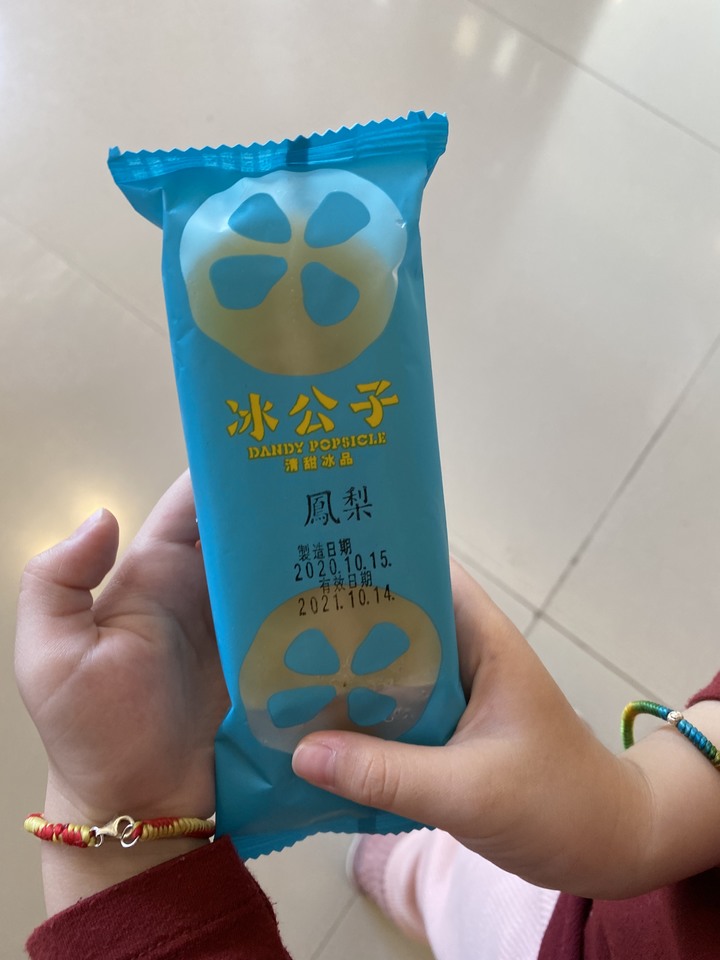 冰公子
DANDY POPSICLE
清甜冰品
鳳梨
製造日期
2020.10.15.
有效日期
2021.10.14.